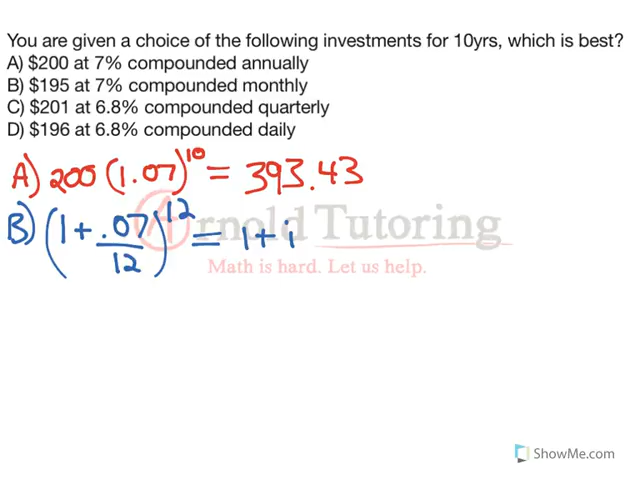 You are given a choice of the following investments for 10yrs, which is best?
A) $200 at 7% compounded annually
B) $195 at 7% compounded monthly
C) $201 at 6.8% compounded quarterly
D) $196 at 6.8% compounded daily
A) 200 (1.07)^10 = 393.43
B) (1 + .07/12)^12 = 1 + i
Arnold Tutoring
Math is hard. Let us help.
ShowMe.com